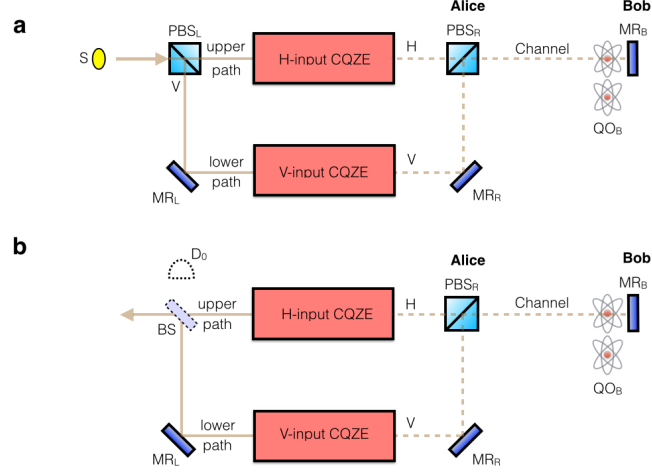 a
Alice
Bob
PBSL
PBSR
MRB
S
upper
path
H-input CQZE
H
Channel
V
QOB
lower
path
V-input CQZE
V
MRL
MRR
b
D0
Alice
Bob
PBSR
MRB
upper
path
H-input CQZE
H
Channel
BS
QOB
lower
path
V-input CQZE
V
MRL
MRR